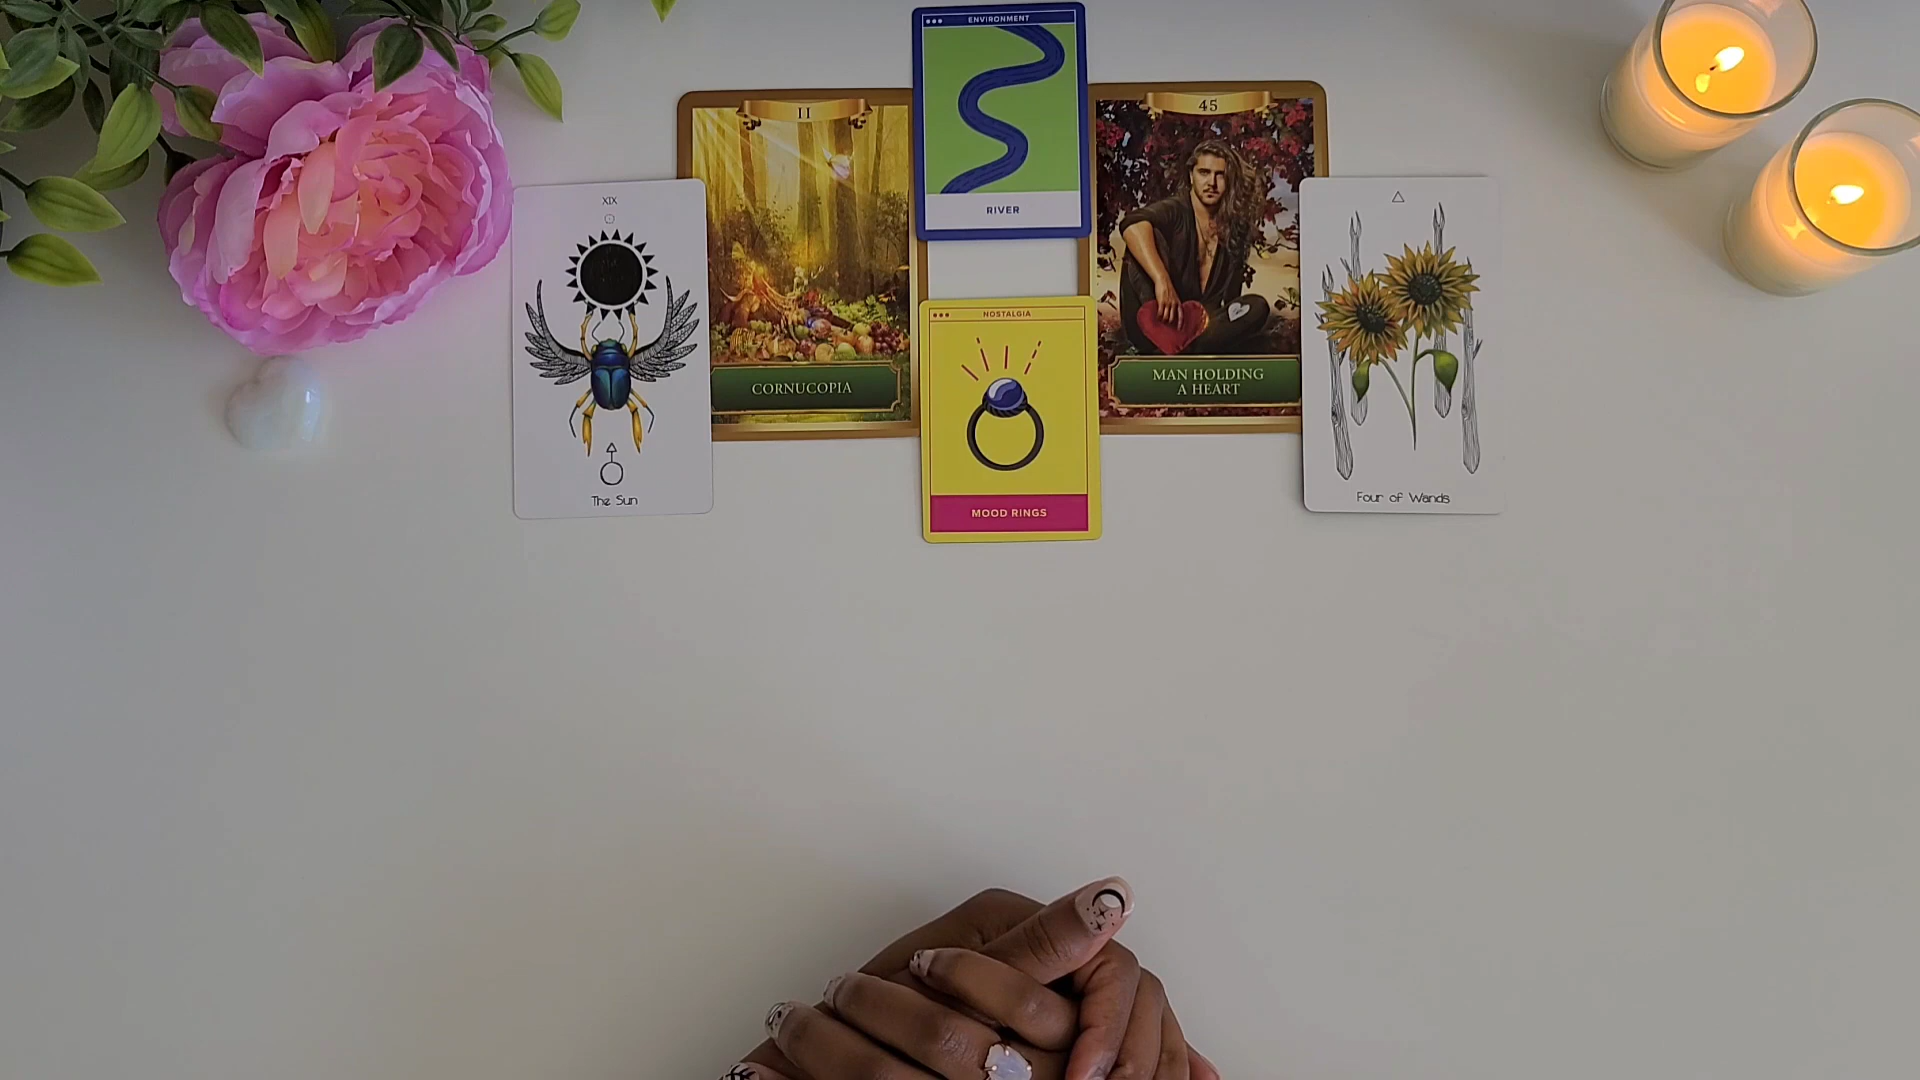 ENVIRONMENT
RIVER
II
CORNUCOPIA
45
MAN HOLDING
A HEART
XIX
The Sun
NOSTALGIA
MOOD RINGS
Four of Wands